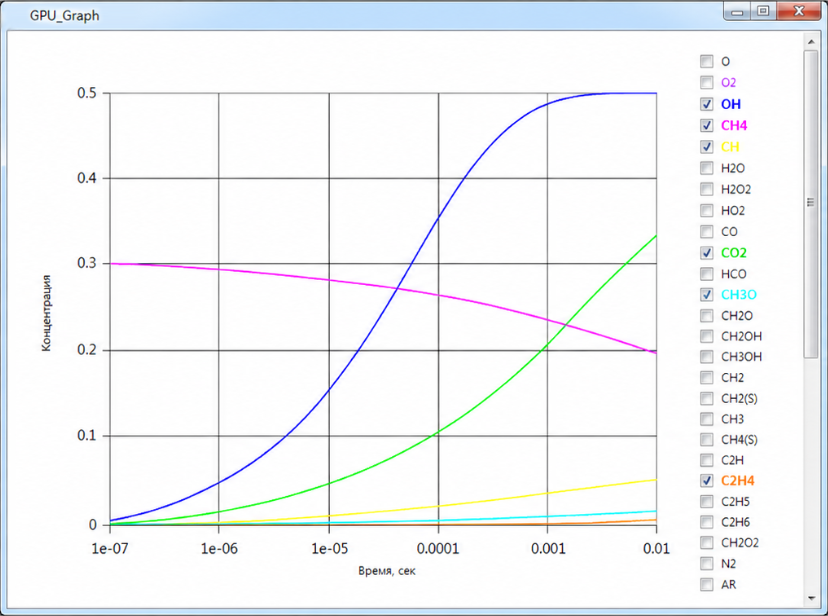 GPU_Graph
0.5
0.4
0.3
0.2
0.1
0
Концентрация
1e-07 1e-06 1e-05 0.0001 0.001 0.01
Время, сек
O
O2
OH
CH4
CH
H2O
H2O2
HO2
CO
CO2
HCO
CH3O
CH2O
CH2OH
CH3OH
CH2
CH2(S)
CH3
CH4(S)
C2H
C2H4
C2H5
C2H6
CH2O2
N2
AR